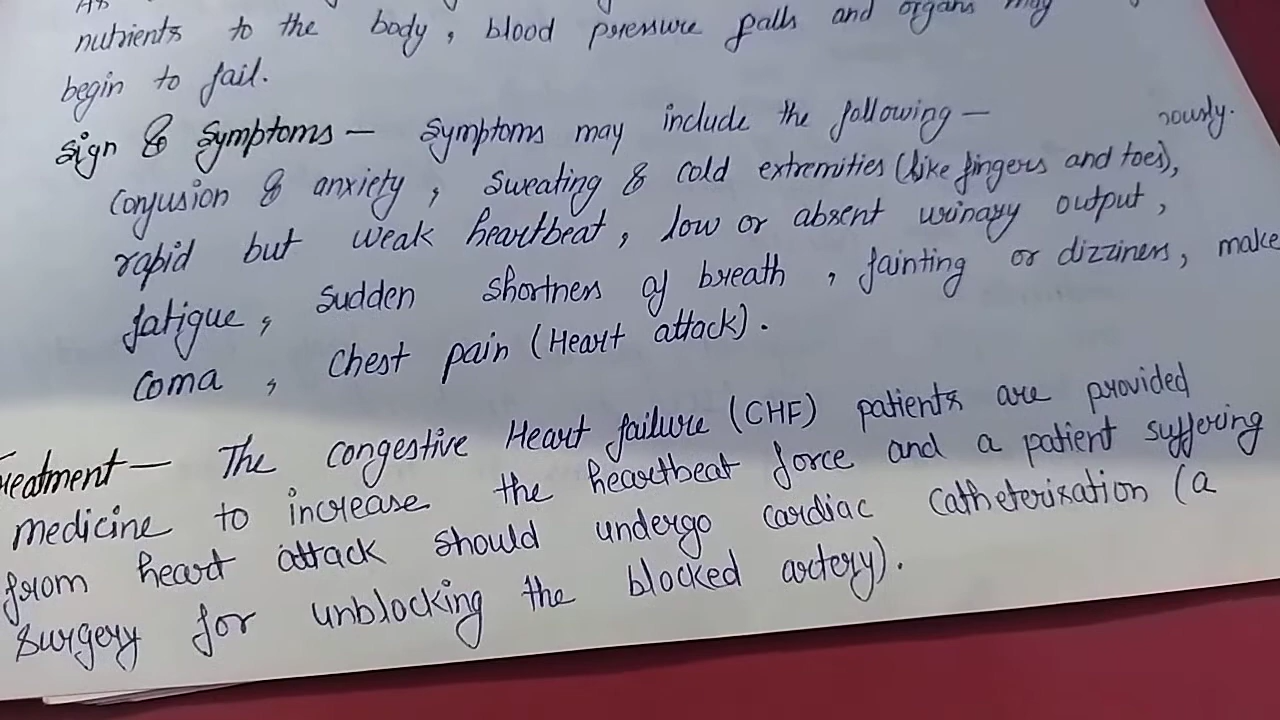 nutrients to the body, blood pressure falls and organs may
begin to fail.
Sign & Symptoms — Symptoms may include the following —
iously.
Confusion & anxiety, Sweating & cold extremities (like fingers and toes),
rapid but weak heartbeat, low or absent urinary output,
fatigue, sudden shortness of breath, fainting or dizziness, make
Coma, Chest pain (Heart attack).
Treatment — The congestive Heart failure (CHF) patients are provided
medicine to increase the heartbeat force and a patient suffering
from heart attack should undergo cardiac catheterisation (a
surgery for unblocking the blocked artery).